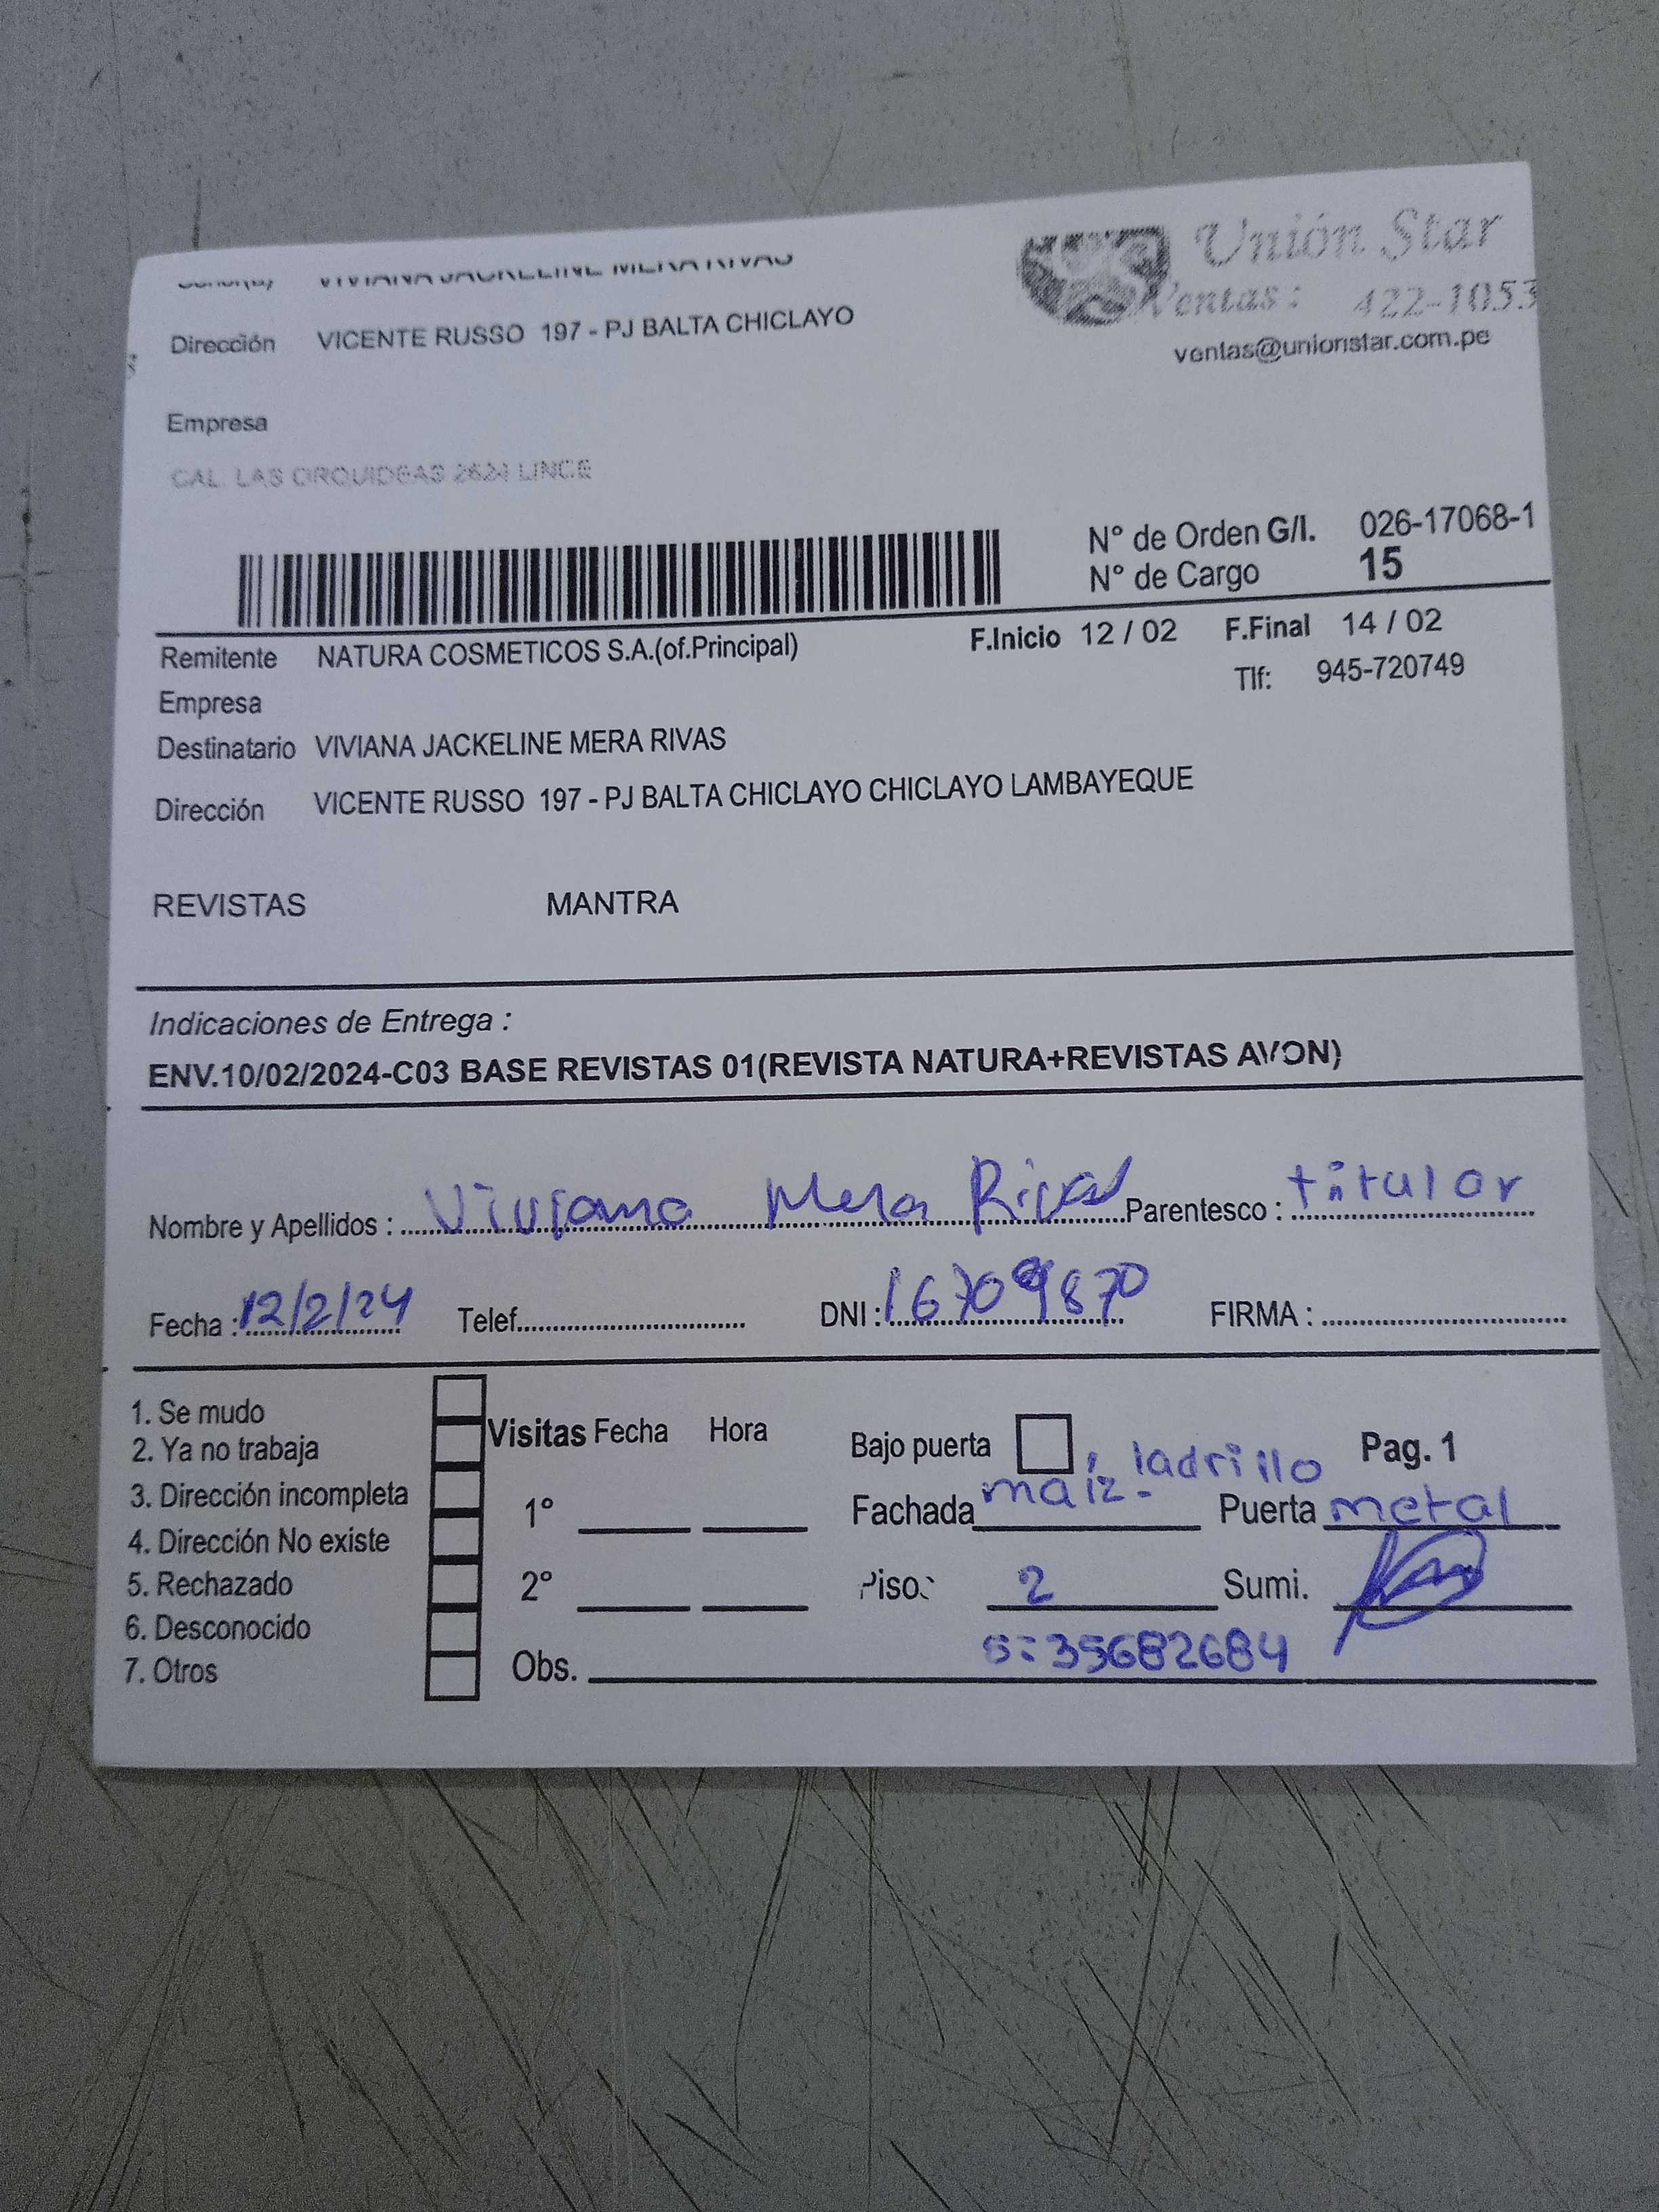 Señor(a) VIVIANA JACKELINE MERA RIVAS
Unión Star
Ventas : 422-1053
Dirección VICENTE RUSSO 197 - PJ BALTA CHICLAYO
ventas@unionstar.com.pe
Empresa
CAL. LAS ORQUIDEAS 2621 LINCE
N° de Orden G/I. 026-17068-1
N° de Cargo 15
Remitente NATURA COSMETICOS S.A.(of.Principal) F.Inicio 12 / 02 F.Final 14 / 02
Empresa Tlf: 945-720749
Destinatario VIVIANA JACKELINE MERA RIVAS
Dirección VICENTE RUSSO 197 - PJ BALTA CHICLAYO CHICLAYO LAMBAYEQUE
REVISTAS MANTRA
Indicaciones de Entrega :
ENV.10/02/2024-C03 BASE REVISTAS 01(REVISTA NATURA+REVISTAS AVON)
Nombre y Apellidos : Viviana Mera Rivas Parentesco : titular
Fecha : 12/2/24 Telef. DNI : 16709870 FIRMA :
1. Se mudo
2. Ya no trabaja
3. Dirección incompleta
4. Dirección No existe
5. Rechazado
6. Desconocido
7. Otros
Visitas Fecha Hora
1°
2°
Bajo puerta Pag. 1
Fachada maiz - ladrillo Puerta metal
Piso 2 Sumi.
Obs. S: 35682684